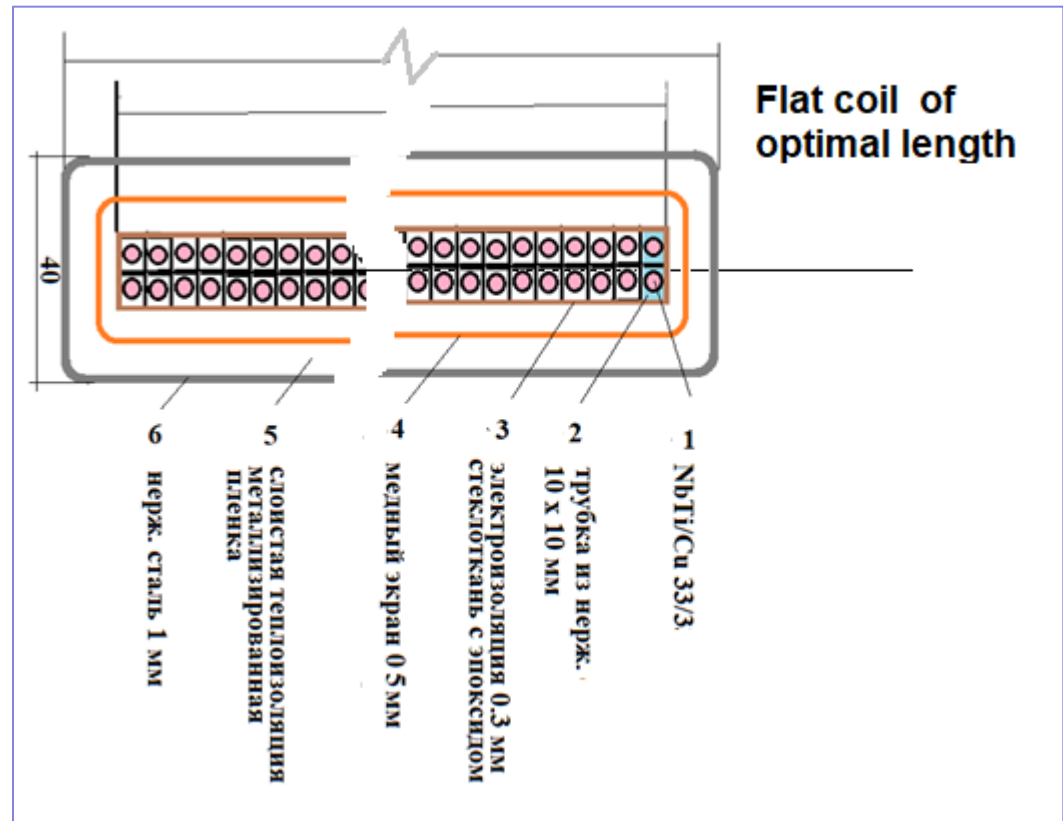 Flat coil of
optimal length
40
6
нерж. сталь 1 мм
5
слоистая теплоизоляция
металлизированная
пленка
4
медный экран 0 5мм
3
электроизоляция 0.3 мм
стеклоткань с эпоксидом
2
трубка из нерж.
10 х 10 мм
1
NbTi/Cu 33/3